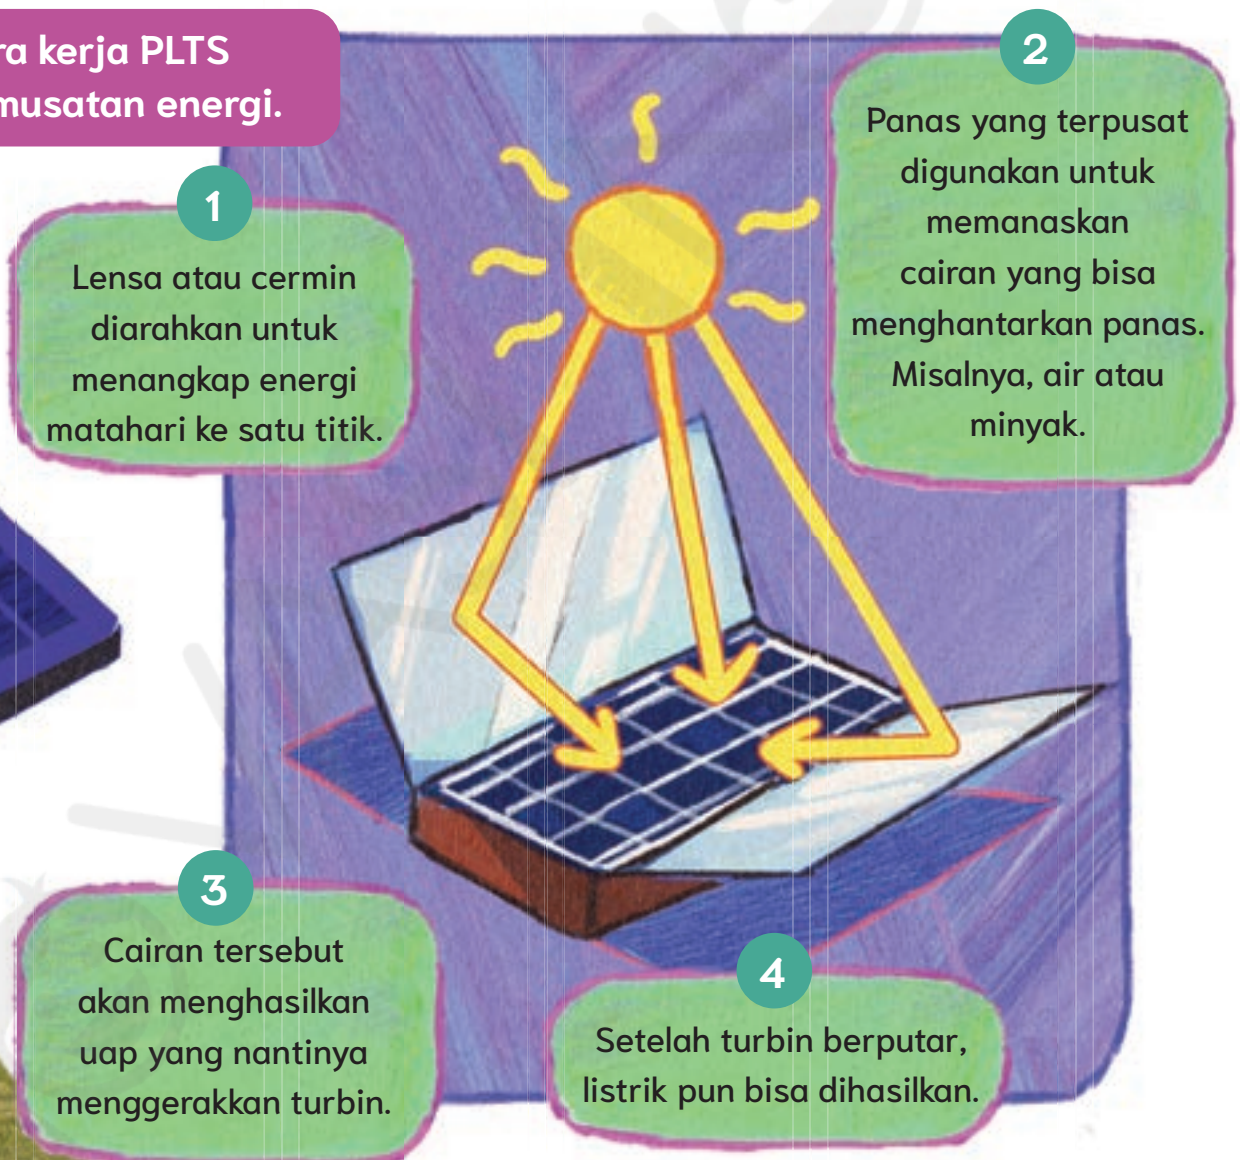 kerja PLTS
energi.
1
Lensa atau cermin
diarahkan untuk
menangkap energi
matahari ke satu titik.
2
Panas yang terpusat
digunakan untuk
memanaskan
cairan yang bisa
menghantarkan panas.
Misalnya, air atau
minyak.
3
Cairan tersebut
akan menghasilkan
uap yang nantinya
menggerakkan turbin.
4
Setelah turbin berputar,
listrik pun bisa dihasilkan.